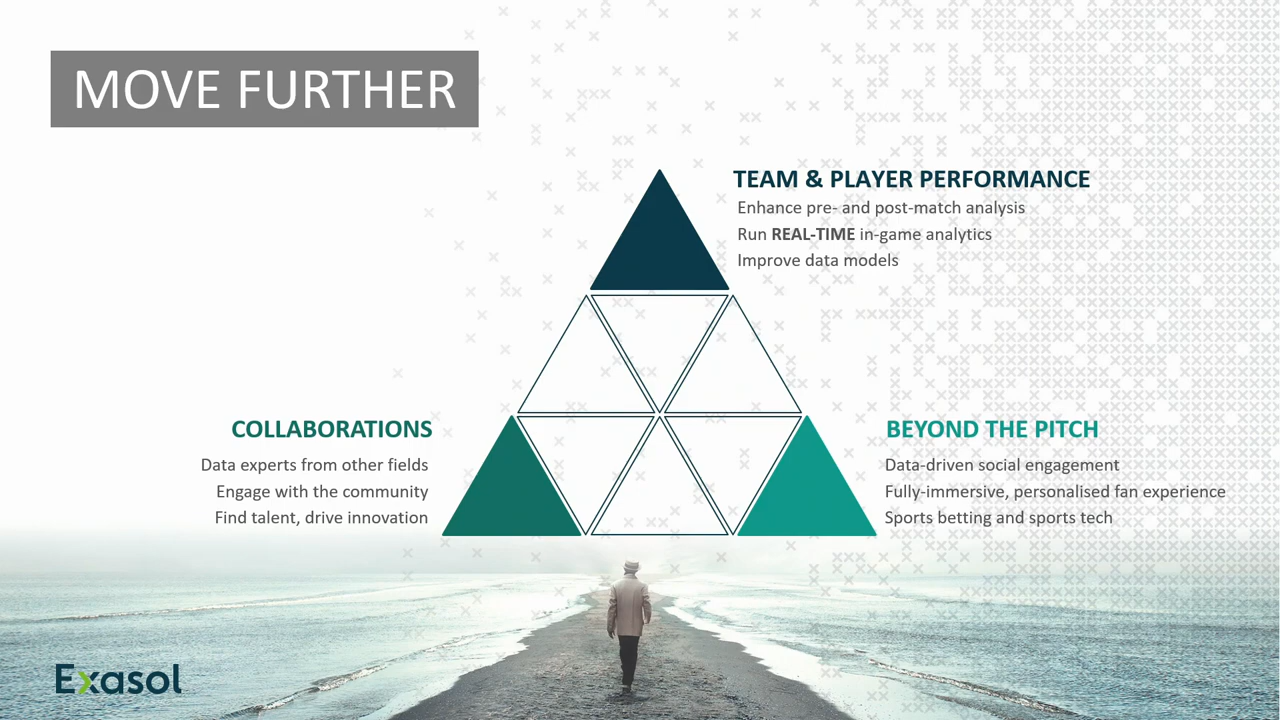 MOVE FURTHER
TEAM & PLAYER PERFORMANCE
Enhance pre- and post-match analysis
Run REAL-TIME in-game analytics
Improve data models
COLLABORATIONS
Data experts from other fields
Engage with the community
Find talent, drive innovation
BEYOND THE PITCH
Data-driven social engagement
Fully-immersive, personalised fan experience
Sports betting and sports tech
Exasol